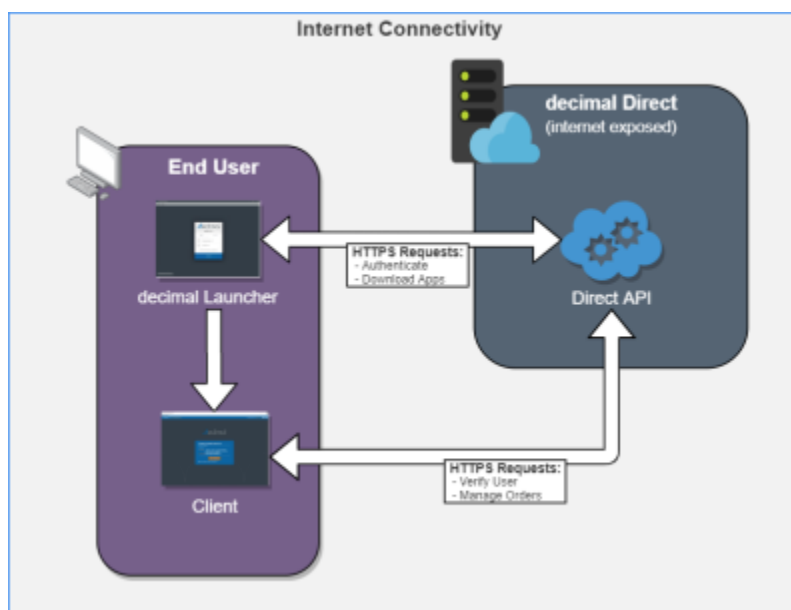 Internet Connectivity
decimal Direct
(internet exposed)
End User
HTTPS Requests:
- Authenticate
- Download Apps
decimal Launcher
Direct API
HTTPS Requests:
- Verify User
- Manage Orders
Client